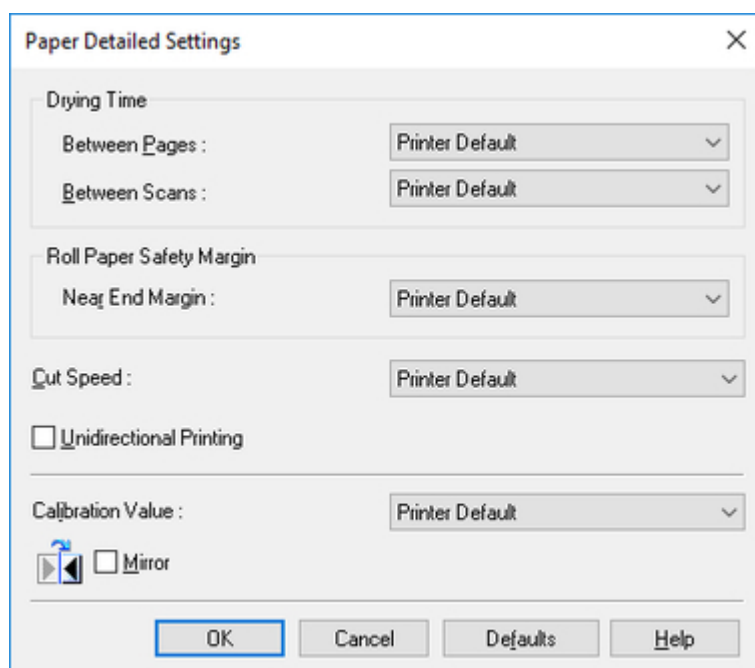 Paper Detailed Settings
Drying Time
Between Pages : Printer Default
Between Scans : Printer Default
Roll Paper Safety Margin
Near End Margin : Printer Default
Cut Speed : Printer Default
Unidirectional Printing
Calibration Value : Printer Default
Mirror
OK Cancel Defaults Help